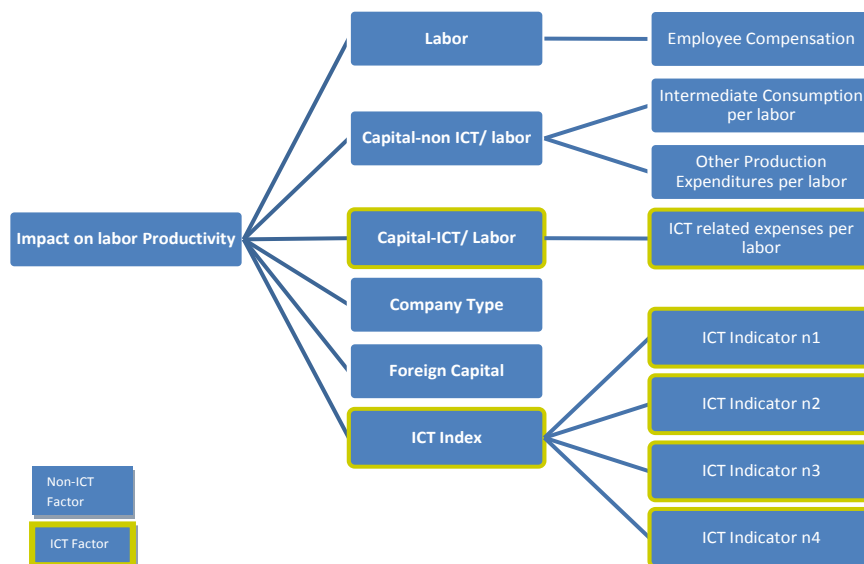 Labor
Employee Compensation
Intermediate Consumption
per labor
Capital-non ICT/ labor
Other Production
Expenditures per labor
Impact on labor Productivity
Capital-ICT/ Labor
ICT related expenses per
labor
Company Type
ICT Indicator n1
Foreign Capital
ICT Indicator n2
ICT Index
ICT Indicator n3
ICT Indicator n4
Non-ICT
Factor
ICT Factor